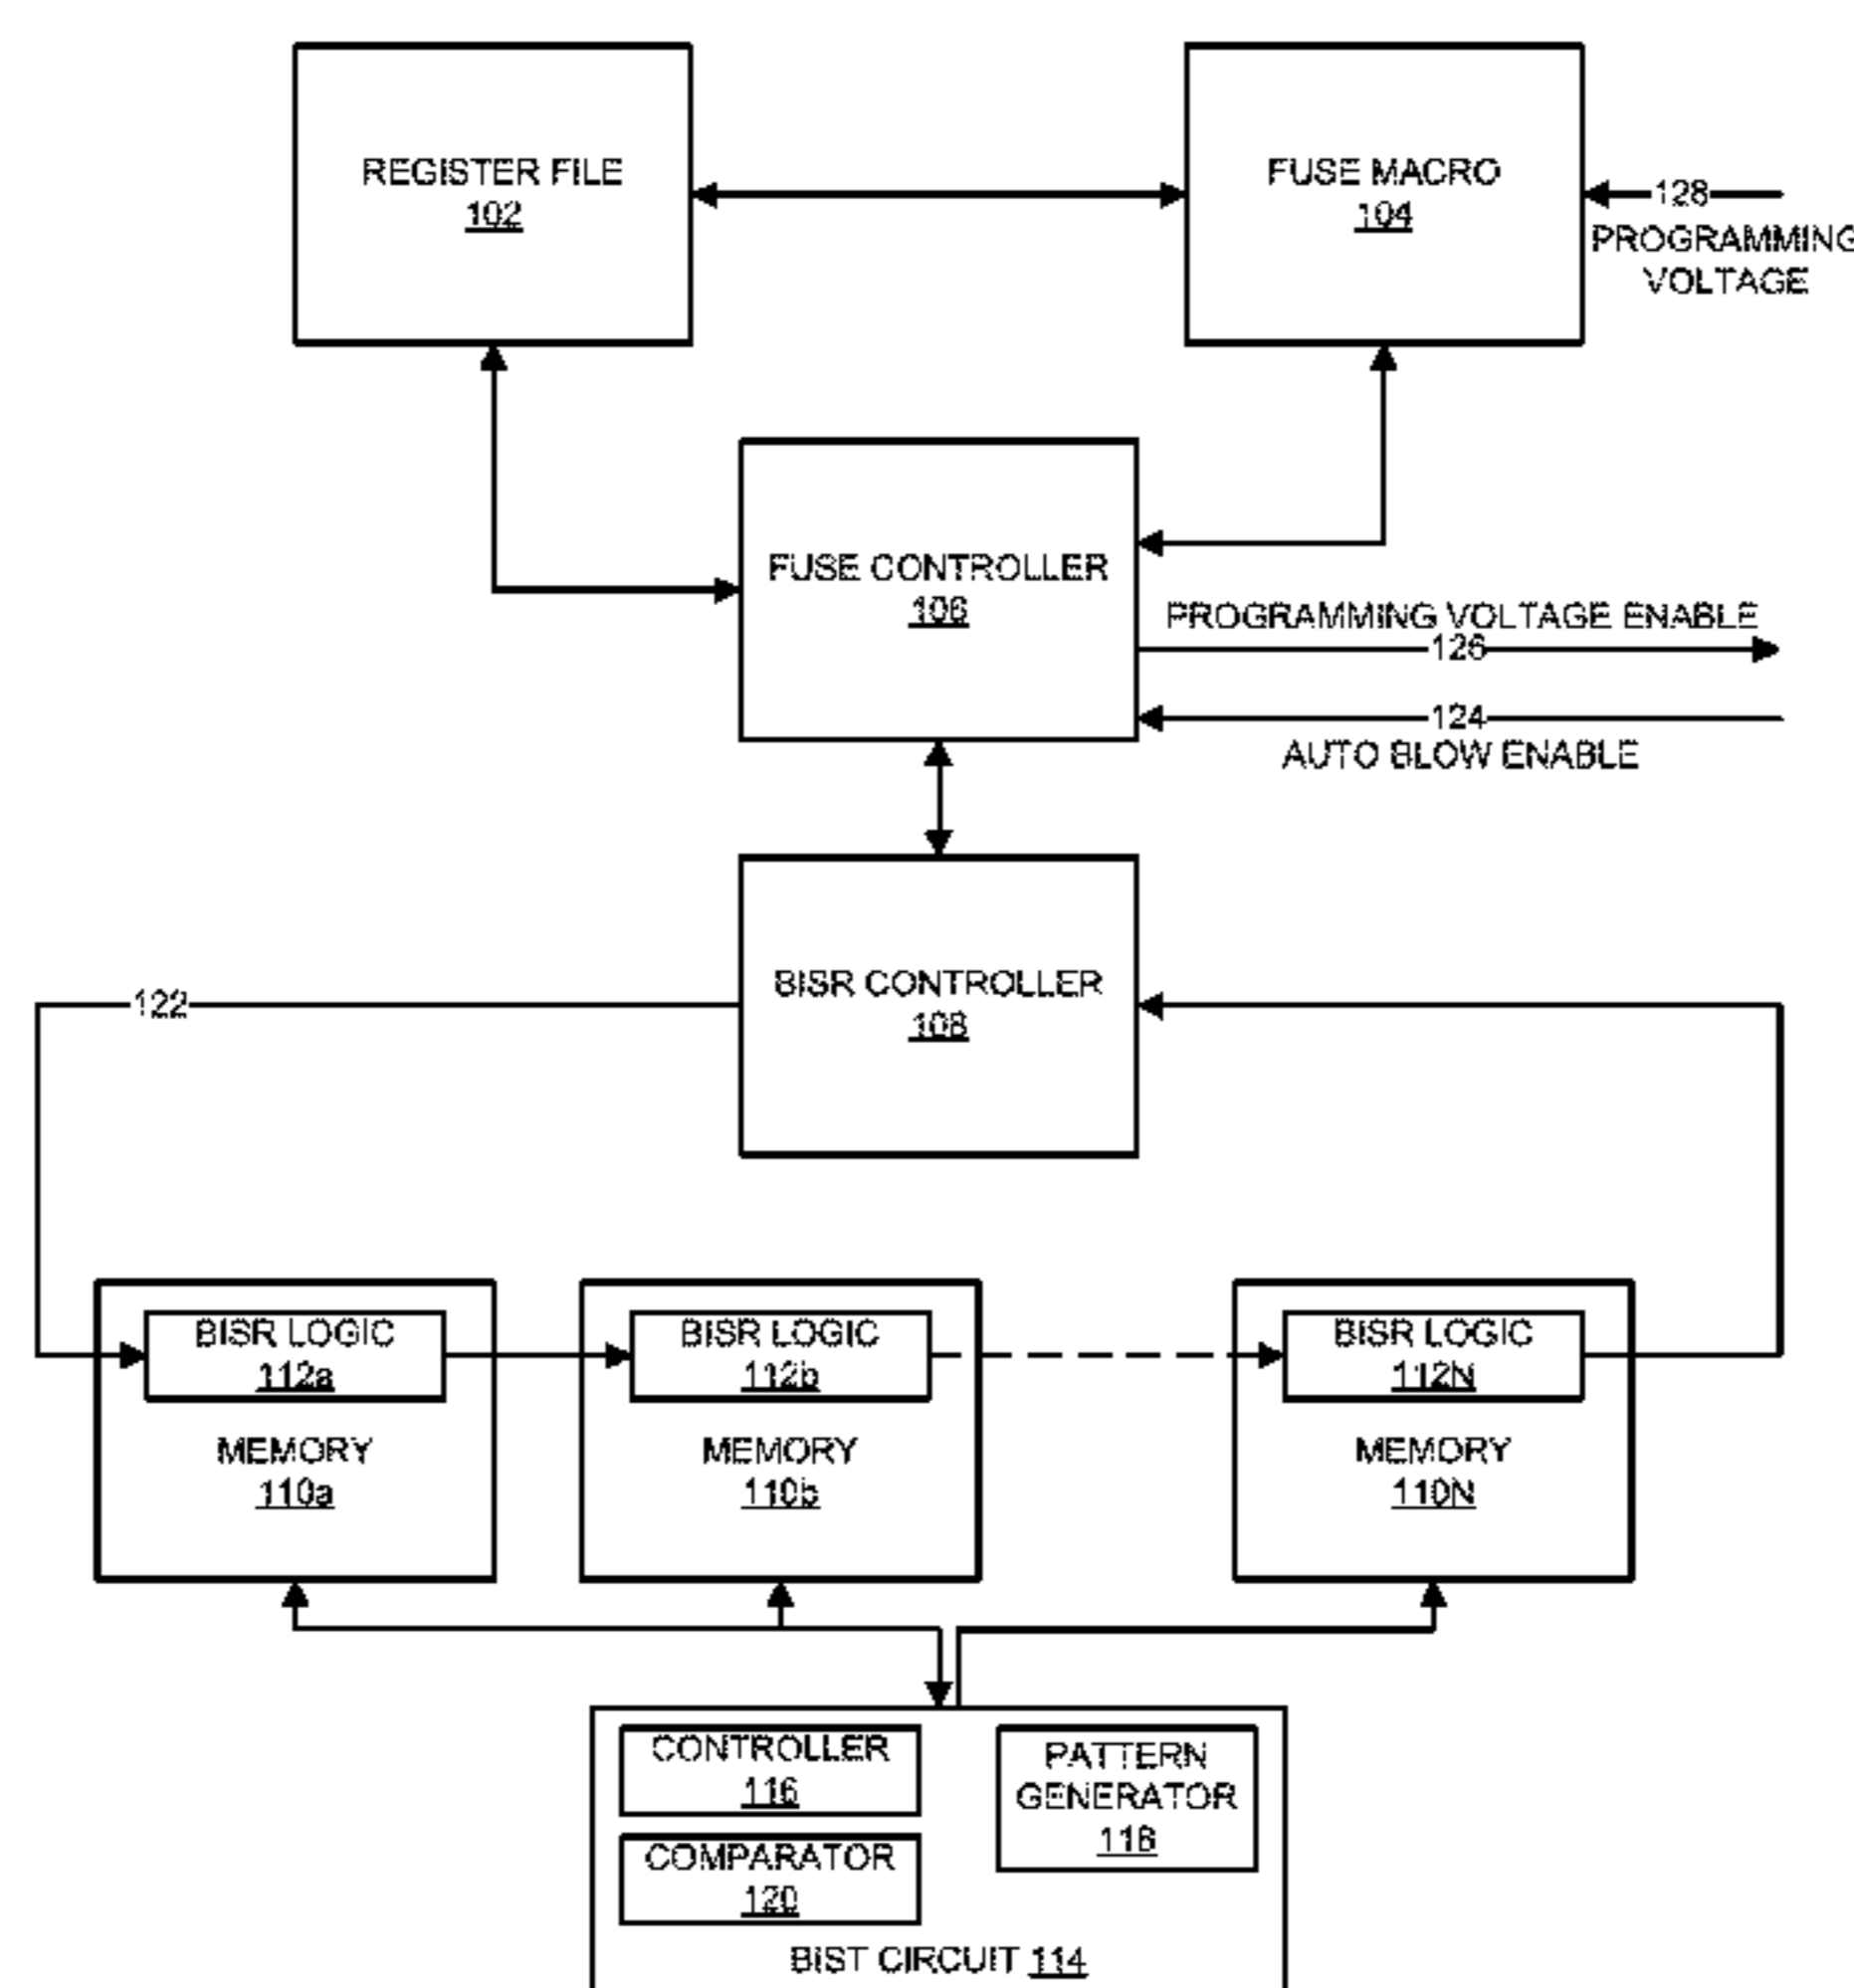 REGISTER FILE
102
FUSE MACRO
104
128
PROGRAMMING
VOLTAGE
FUSE CONTROLLER
106
PROGRAMMING VOLTAGE ENABLE
126
124
AUTO BLOW ENABLE
BISR CONTROLLER
108
122
BISR LOGIC
112a
MEMORY
110a
BISR LOGIC
112b
MEMORY
110b
BISR LOGIC
112N
MEMORY
110N
CONTROLLER
116
PATTERN
GENERATOR
118
COMPARATOR
120
BIST CIRCUIT 114